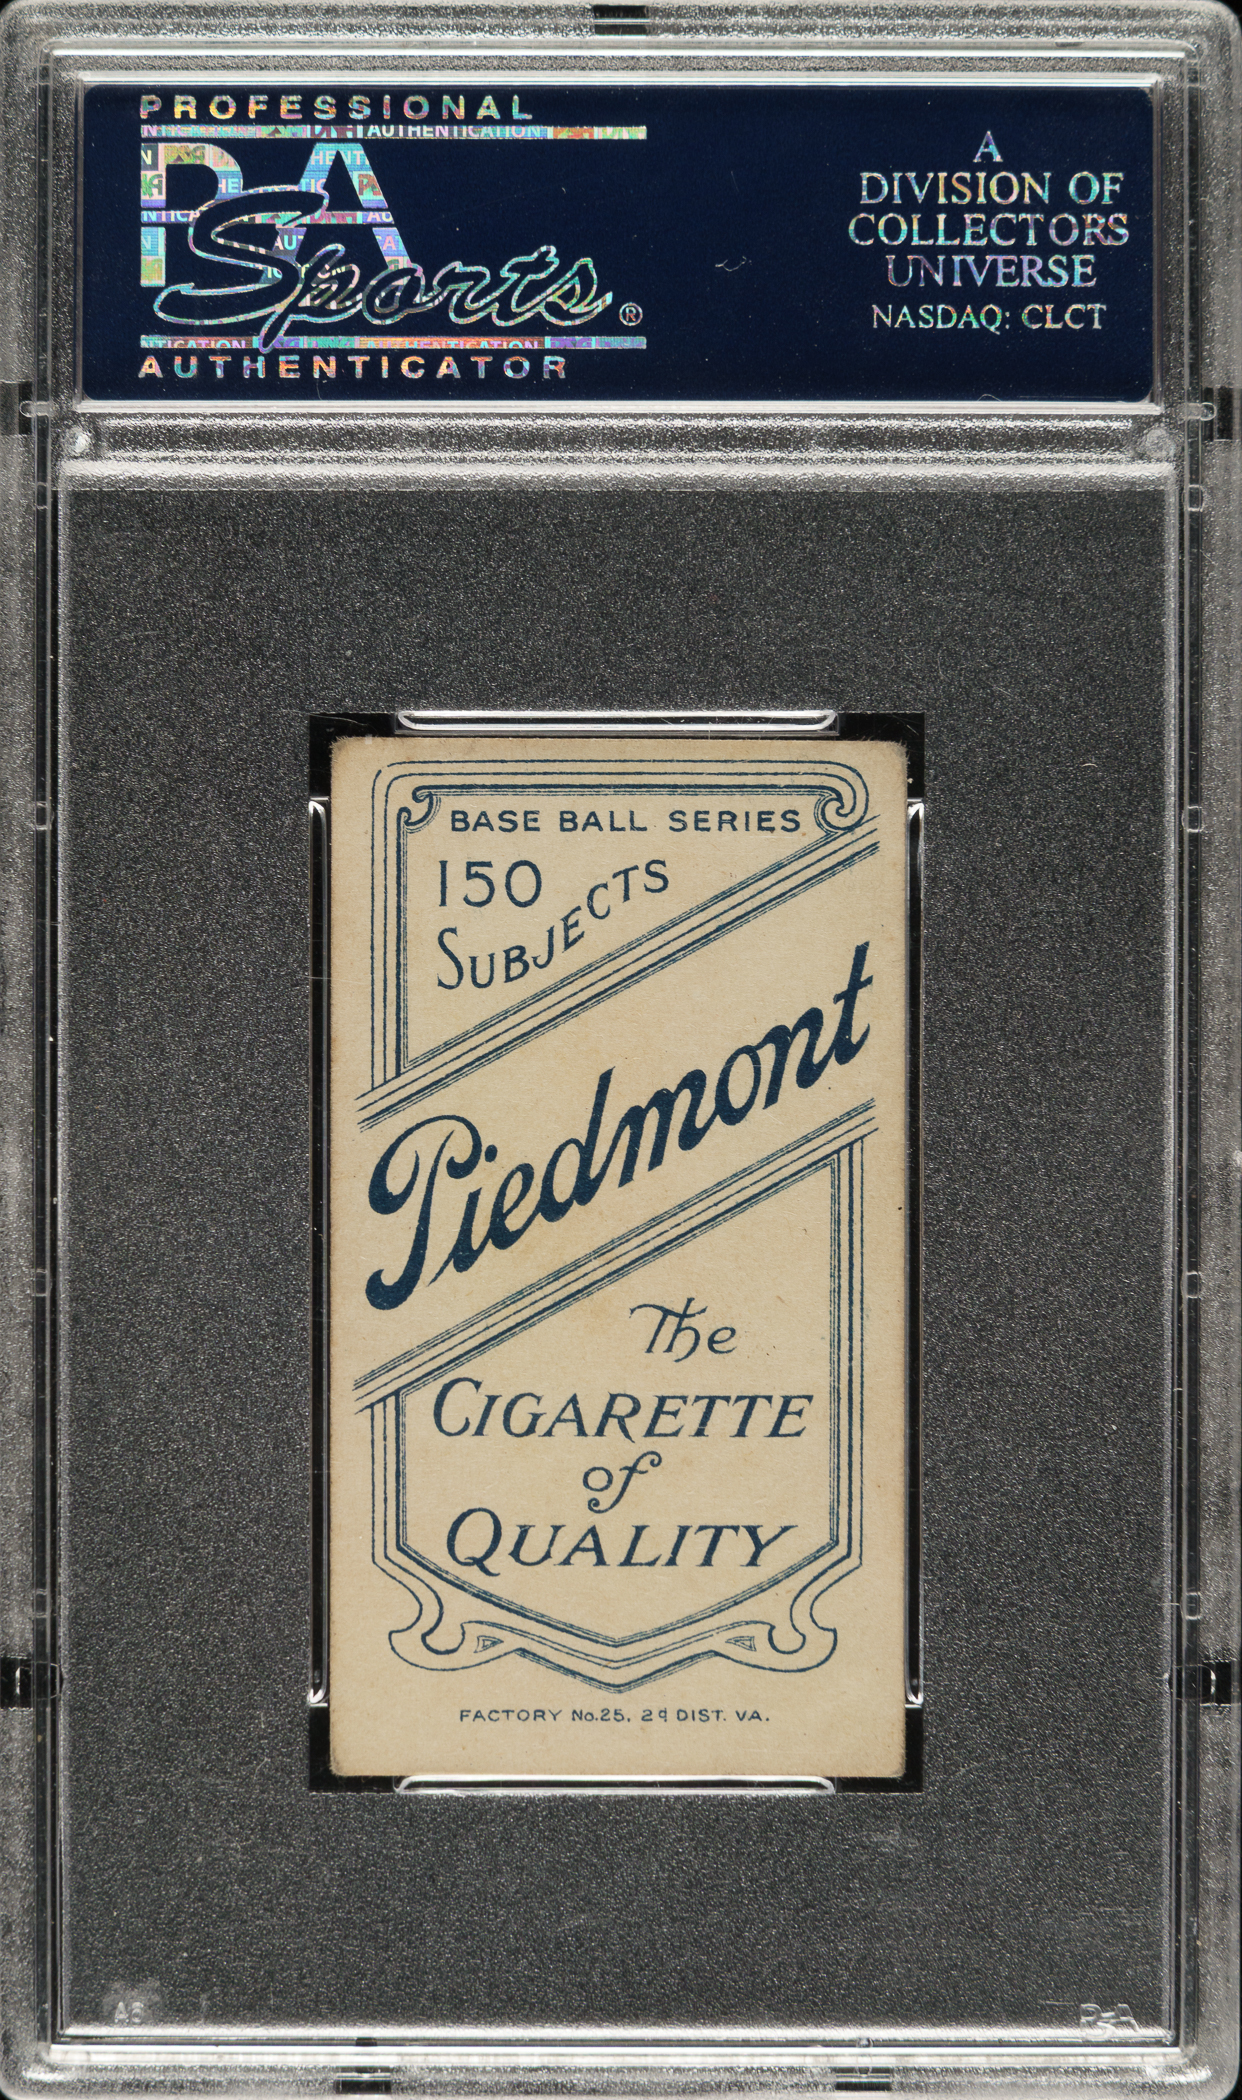 PROFESSIONAL
PSA
Sports®
AUTHENTICATOR
A
DIVISION OF
COLLECTORS
UNIVERSE
NASDAQ: CLCT
BASE BALL SERIES
150
SUBJECTS
Piedmont
The
CIGARETTE
of
QUALITY
FACTORY No.25, 2d DIST. VA.
PSA